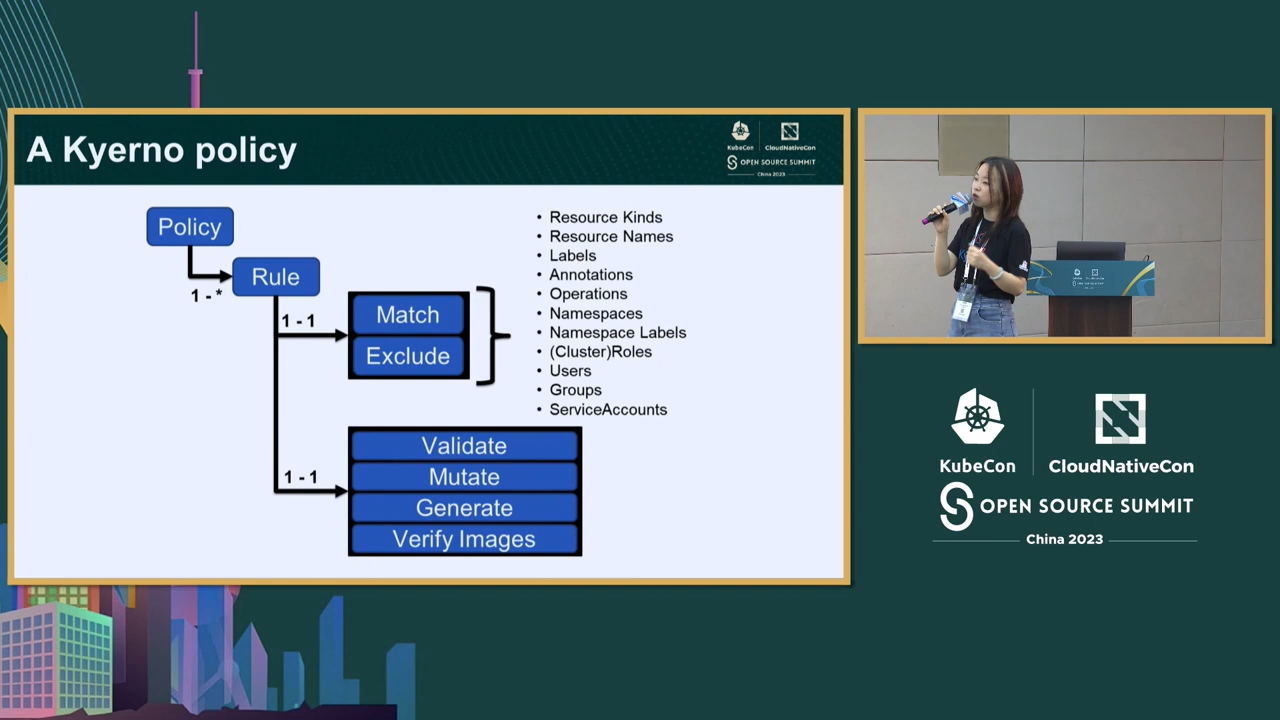 A Kyerno policy
KubeCon
CloudNativeCon
OPEN SOURCE SUMMIT
China 2023
Policy
1 - *
Rule
1 - 1
Match
Exclude
• Resource Kinds
• Resource Names
• Labels
• Annotations
• Operations
• Namespaces
• Namespace Labels
• (Cluster)Roles
• Users
• Groups
• ServiceAccounts
1 - 1
Validate
Mutate
Generate
Verify Images
KubeCon
CloudNativeCon
OPEN SOURCE SUMMIT
China 2023